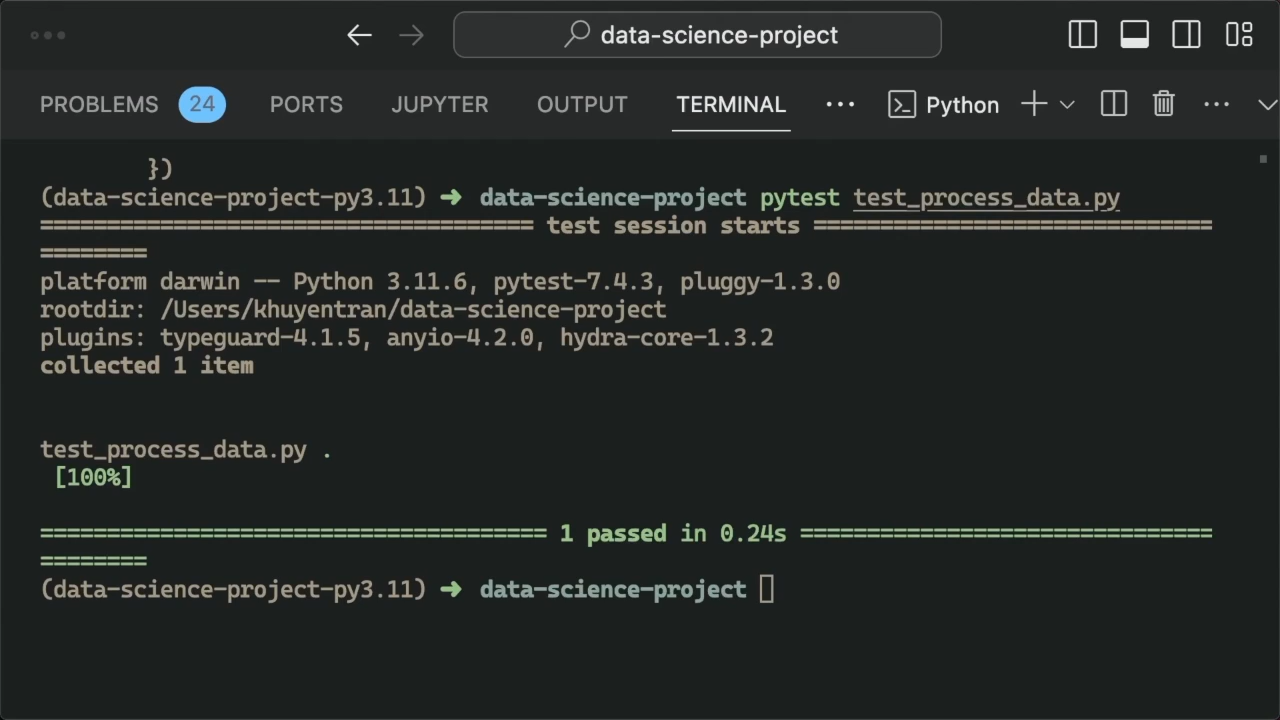 data-science-project
PROBLEMS 24 PORTS JUPYTER OUTPUT TERMINAL ··· Python
})
(data-science-project-py3.11) ➜ data-science-project pytest test_process_data.py
===================================== test session starts ==============================
========
platform darwin -- Python 3.11.6, pytest-7.4.3, pluggy-1.3.0
rootdir: /Users/khuyentran/data-science-project
plugins: typeguard-4.1.5, anyio-4.2.0, hydra-core-1.3.2
collected 1 item
test_process_data.py .
[100%]
====================================== 1 passed in 0.24s ===============================
========
(data-science-project-py3.11) ➜ data-science-project